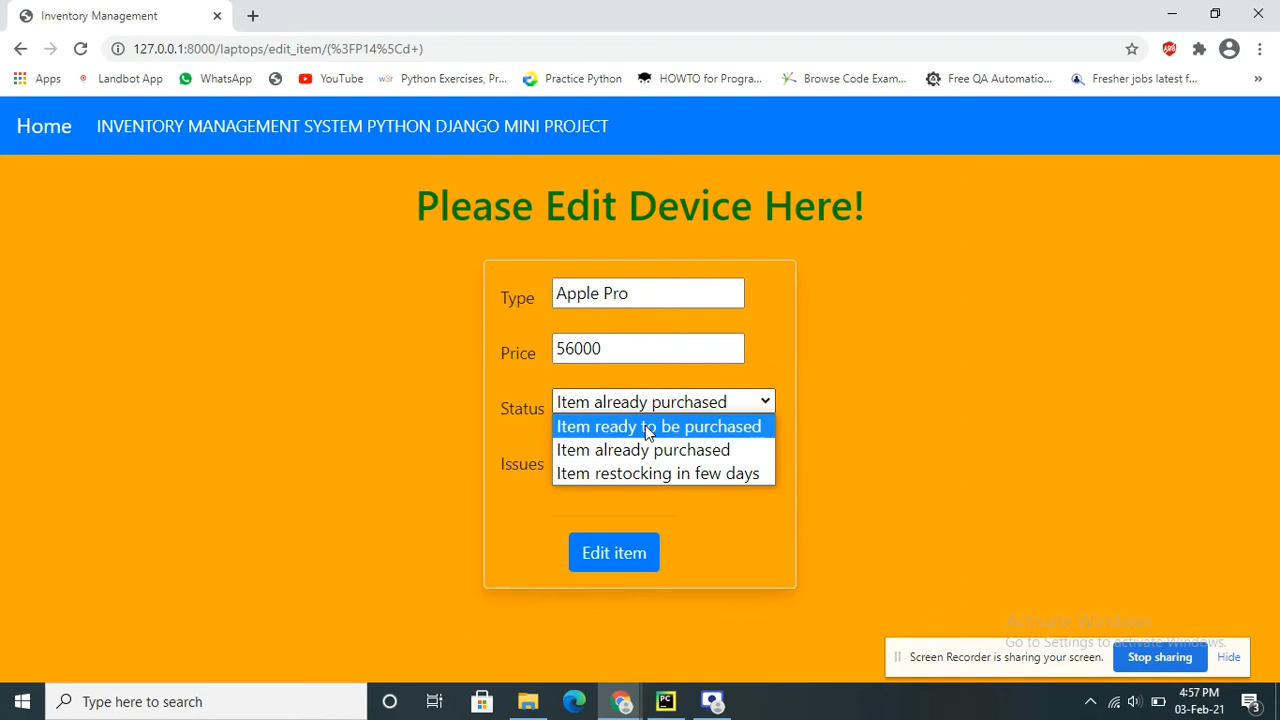 Inventory Management
127.0.0.1:8000/laptops/edit_item/(%3FP14%5Cd+)
Apps
Landbot App
WhatsApp
YouTube
Python Exercises, Pr...
Practice Python
HOWTO for Progra...
Browse Code Exam...
Free QA Automatio...
Fresher jobs latest f...
»
Home
INVENTORY MANAGEMENT SYSTEM PYTHON DJANGO MINI PROJECT
Please Edit Device Here!
Type
Apple Pro
Price
56000
Status
Item already purchased
Item ready to be purchased
Item already purchased
Issues
Item restocking in few days
Edit item
Activate Windows
Go to Settings to activate Windows.
Screen Recorder is sharing your screen.
Stop sharing
Hide
Type here to search
4:57 PM
03-Feb-21
3